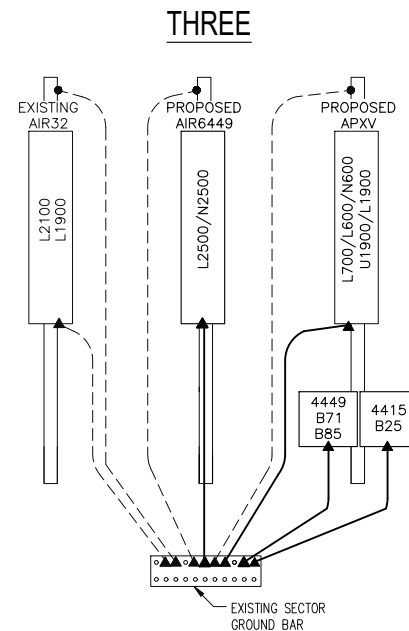 THREE
EXISTING
AIR32
PROPOSED
AIR6449
PROPOSED
APXV
L2100
L1900
L2500/N2500
L700/L600/N600
U1900/L1900
4449
B71
B85
4415
B25
EXISTING SECTOR
GROUND BAR